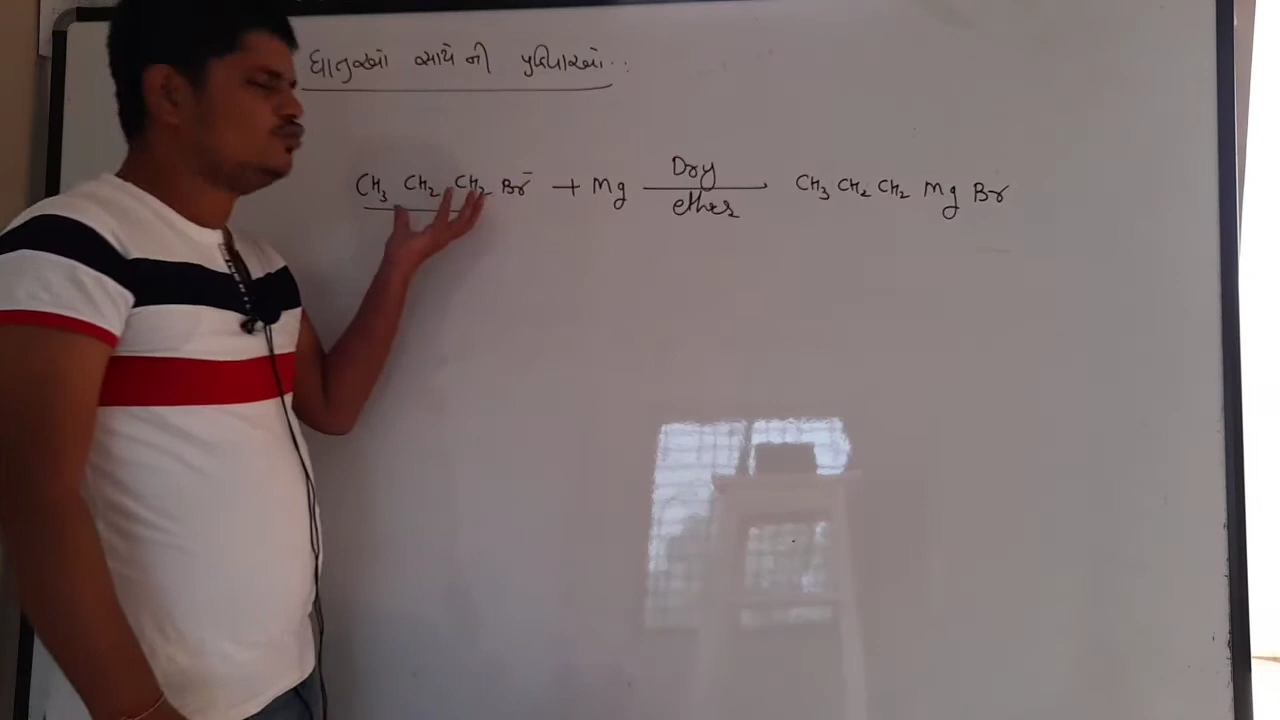 ધાતુઓ સાથે ની પ્રક્રિયાઓ..
CH₃ CH₂ CH₂ Br⁻ + Mg Dry ether → CH₃ CH₂ CH₂ Mg Br